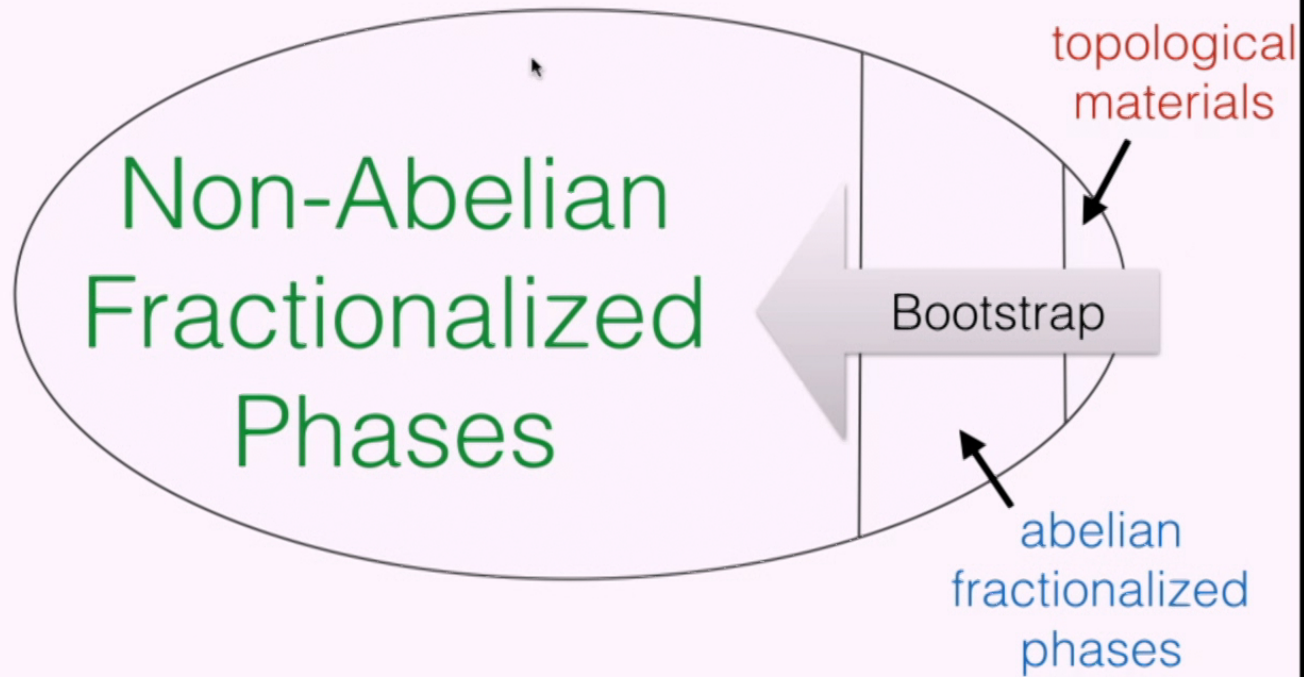 topological
materials
Non-Abelian
Fractionalized
Phases
Bootstrap
abelian
fractionalized
phases